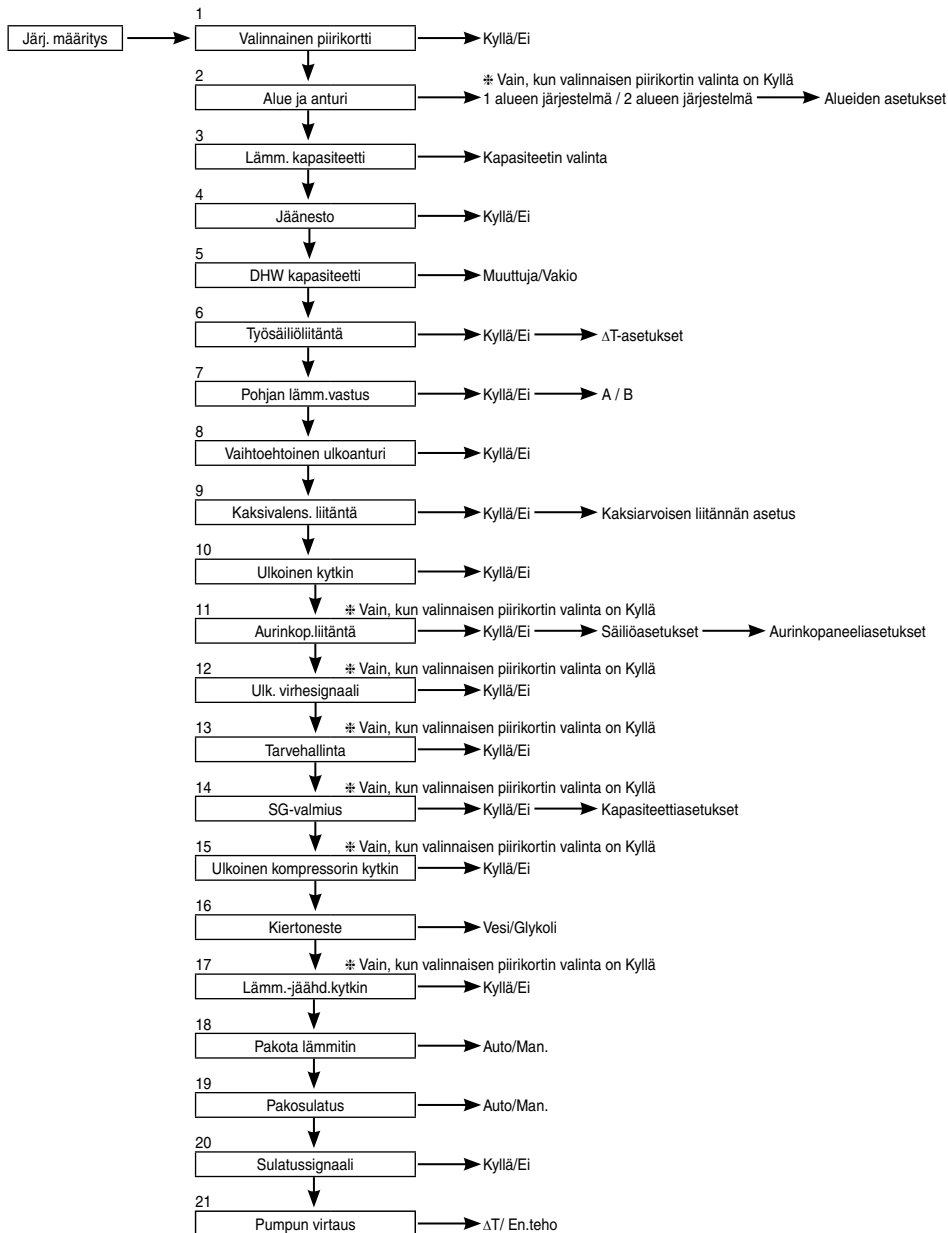 1
Järj. määritys
Valinnainen piirikortti
Kyllä/Ei
2
❉ Vain, kun valinnaisen piirikortin valinta on Kyllä
Alue ja anturi
1 alueen järjestelmä / 2 alueen järjestelmä
Alueiden asetukset
3
Lämm. kapasiteetti
Kapasiteetin valinta
4
Jäänesto
Kyllä/Ei
5
DHW kapasiteetti
Muuttuja/Vakio
6
Työsäiliöliitäntä
Kyllä/Ei
∆T-asetukset
7
Pohjan lämm.vastus
Kyllä/Ei
A / B
8
Vaihtoehtoinen ulkoanturi
Kyllä/Ei
9
Kaksivalens. liitäntä
Kyllä/Ei
Kaksiarvoisen liitännän asetus
10
Ulkoinen kytkin
Kyllä/Ei
11
❉ Vain, kun valinnaisen piirikortin valinta on Kyllä
Aurinkop.liitäntä
Kyllä/Ei
Säiliöasetukset
Aurinkopaneeliasetukset
12
❉ Vain, kun valinnaisen piirikortin valinta on Kyllä
Ulk. virhesignaali
Kyllä/Ei
13
❉ Vain, kun valinnaisen piirikortin valinta on Kyllä
Tarvehallinta
Kyllä/Ei
14
❉ Vain, kun valinnaisen piirikortin valinta on Kyllä
SG-valmius
Kyllä/Ei
Kapasiteettiasetukset
15
❉ Vain, kun valinnaisen piirikortin valinta on Kyllä
Ulkoinen kompressorin kytkin
Kyllä/Ei
16
Kiertoneste
Vesi/Glykoli
17
❉ Vain, kun valinnaisen piirikortin valinta on Kyllä
Lämm.-jäähd.kytkin
Kyllä/Ei
18
Pakota lämmitin
Auto/Man.
19
Pakosulatus
Auto/Man.
20
Sulatussignaali
Kyllä/Ei
21
Pumpun virtaus
∆T/ En.teho